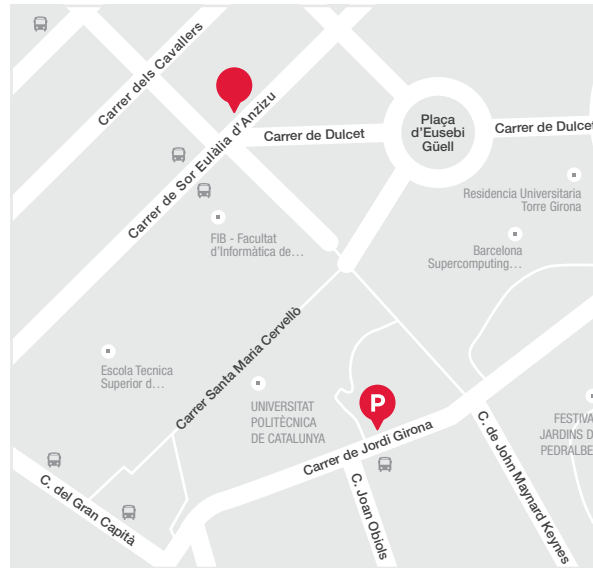 Carrer dels Cavallers
Carrer de Sor Eulàlia d'Anzizu
Carrer de Dulcet
Plaça
d'Eusebi
Güell
Carrer de Dulcet
Residencia Universitaria
Torre Girona
FIB - Facultat
d'Informàtica de…
Barcelona
Supercomputing…
Carrer Santa Maria Cervellò
Escola Tecnica
Superior d…
UNIVERSITAT
POLITÈCNICA
DE CATALUNYA
P
Carrer de Jordi Girona
FESTIVA
JARDINS D
PEDRALBE
C. de John Maynard Keynes
C. Joan Obiols
C. del Gran Capità